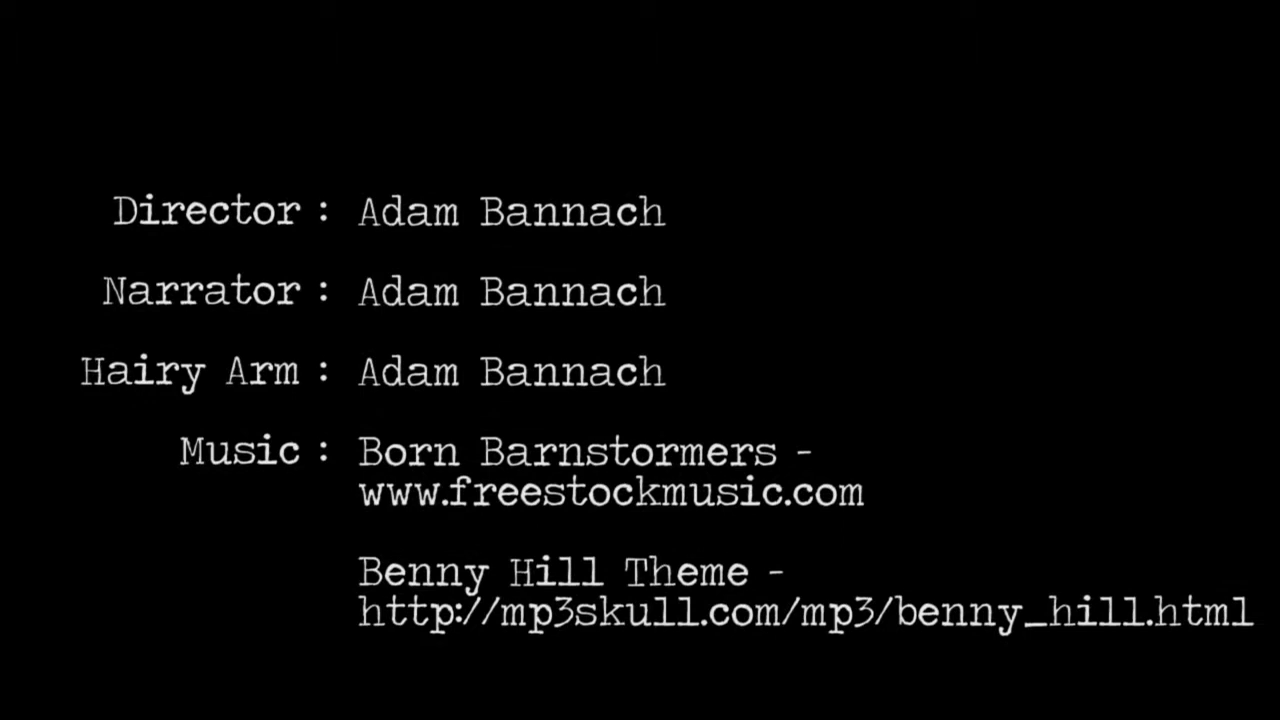 Director : Adam Bannach
Narrator : Adam Bannach
Hairy Arm : Adam Bannach
Music : Born Barnstormers -
www.freestockmusic.com
Benny Hill Theme -
http://mp3skull.com/mp3/benny_hill.html